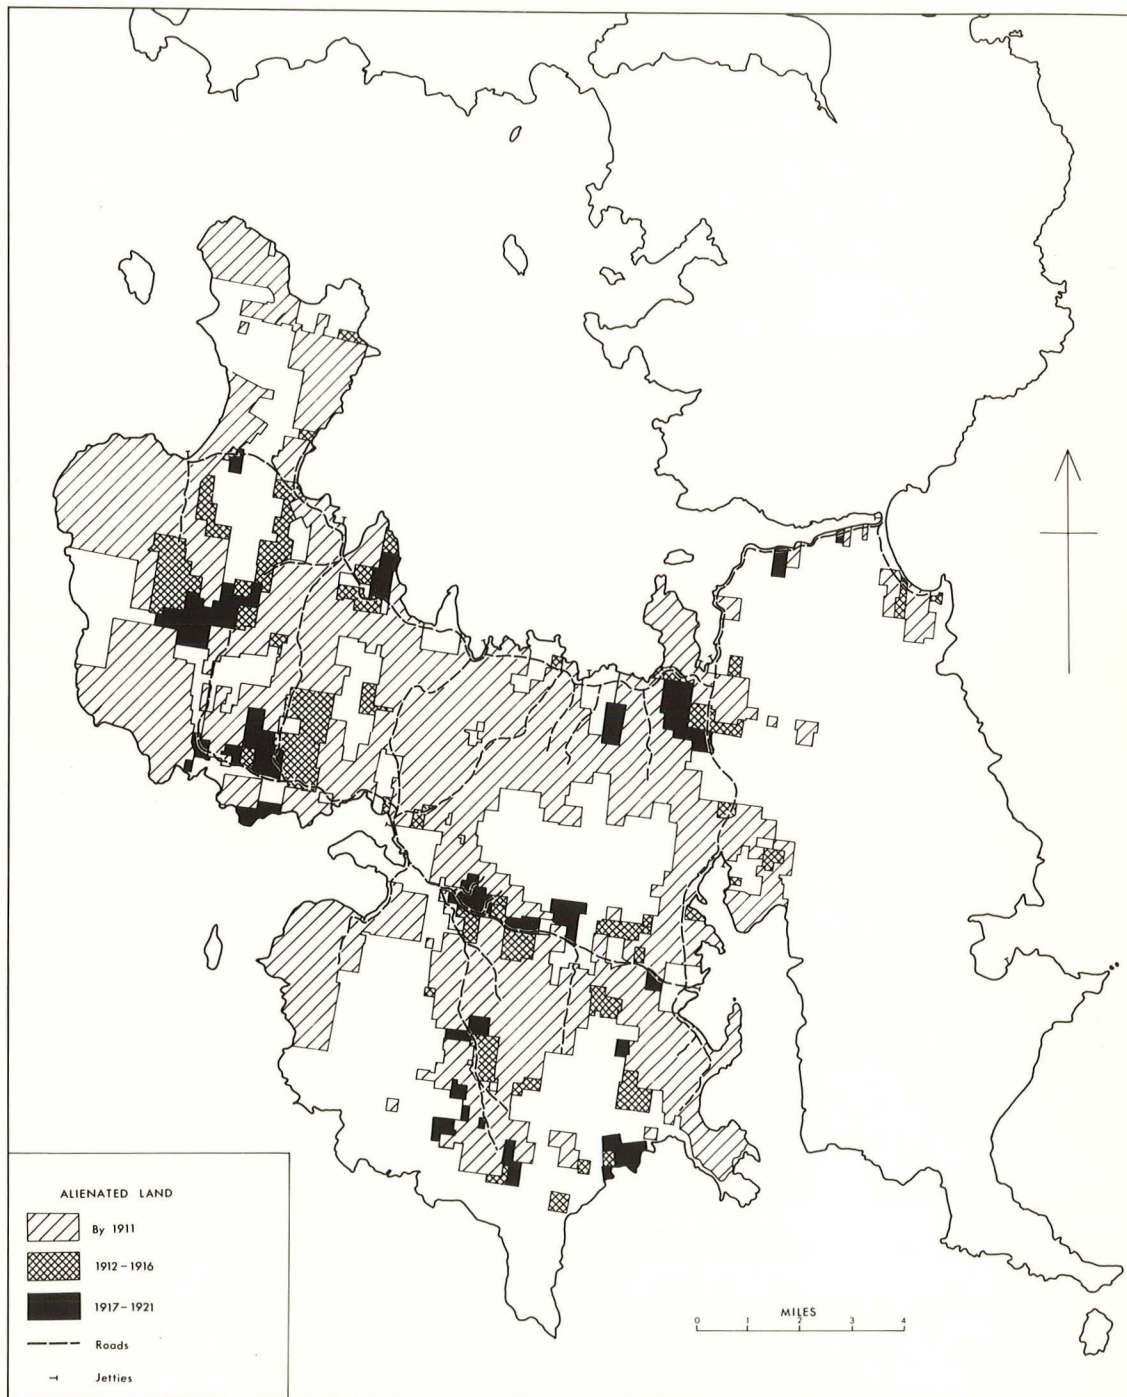 ALIENATED LAND
By 1911
1912-1916
1917-1921
Roads
Jetties
MILES
0 1 2 3 4